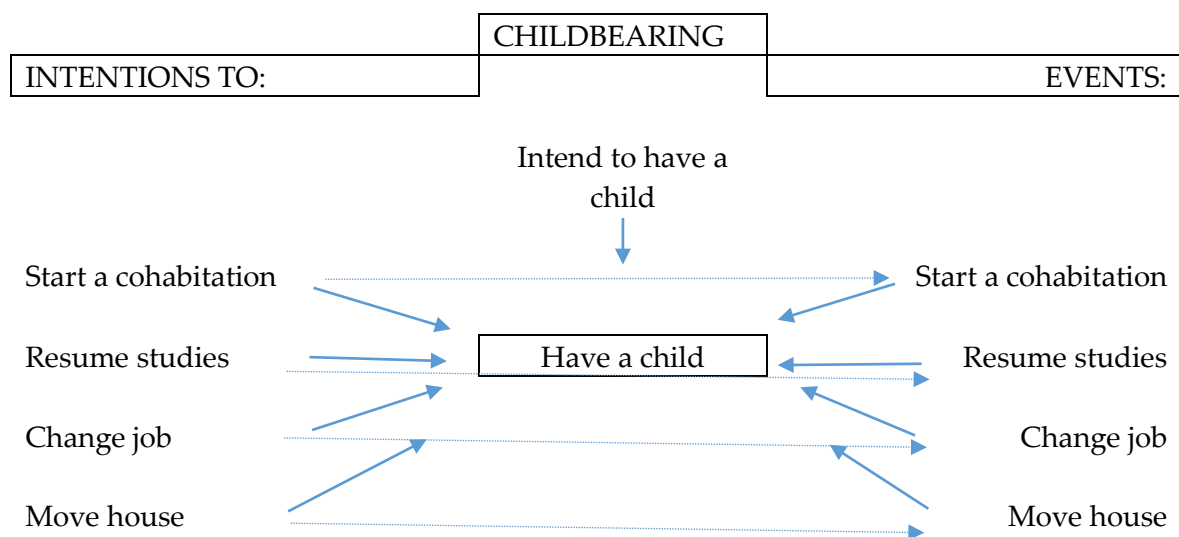 CHILDBEARING
INTENTIONS TO: EVENTS:
Intend to have a
child
Start a cohabitation Start a cohabitation
Resume studies Have a child Resume studies
Change job Change job
Move house Move house